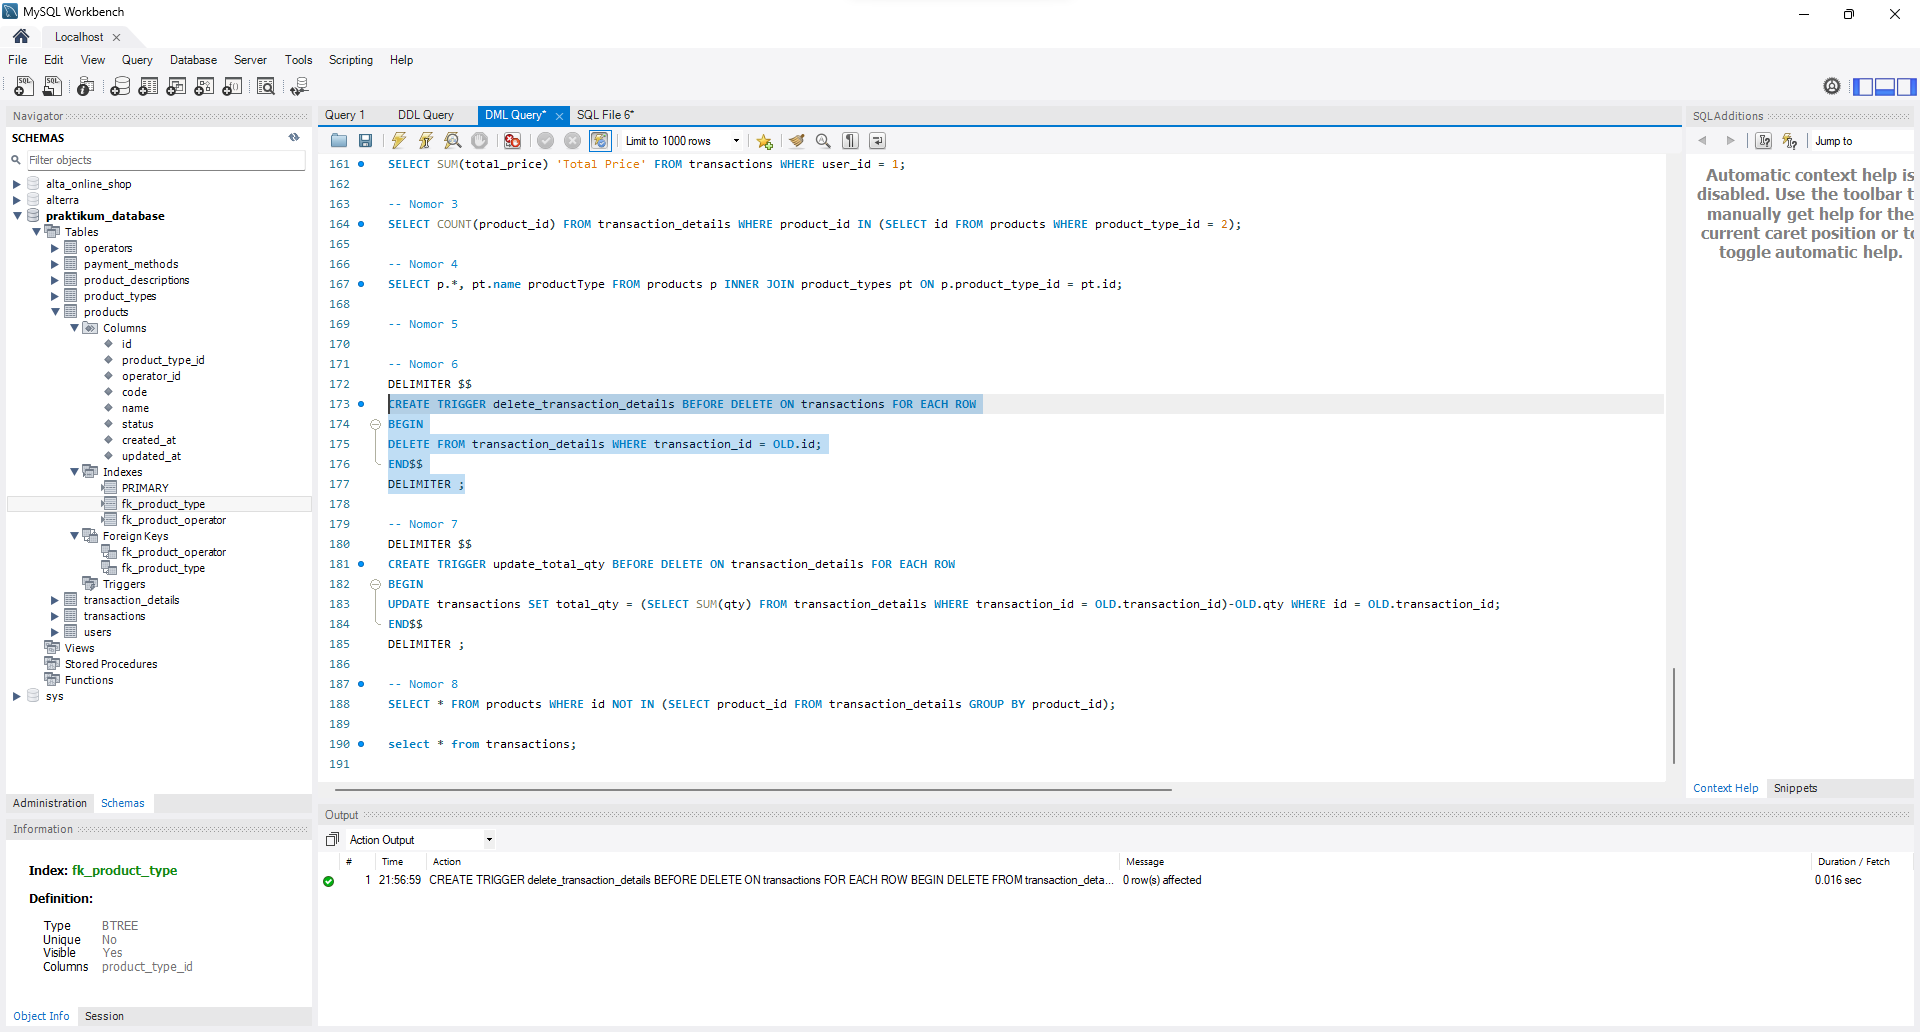 MySQL Workbench
Localhost
File Edit View Query Database Server Tools Scripting Help
Navigator
SCHEMAS
Filter objects
alta_online_shop
alterra
praktikum_database
Tables
operators
payment_methods
product_descriptions
product_types
products
Columns
id
product_type_id
operator_id
code
name
status
created_at
updated_at
Indexes
PRIMARY
fk_product_type
fk_product_operator
Foreign Keys
fk_product_operator
fk_product_type
Triggers
transaction_details
transactions
users
Views
Stored Procedures
Functions
sys
Administration Schemas
Information
Index: fk_product_type
Definition:
Type BTREE
Unique No
Visible Yes
Columns product_type_id
Object Info Session
Query 1 DDL Query DML Query* SQL File 6*
Limit to 1000 rows
161 SELECT SUM(total_price) 'Total Price' FROM transactions WHERE user_id = 1;
162
163 -- Nomor 3
164 SELECT COUNT(product_id) FROM transaction_details WHERE product_id IN (SELECT id FROM products WHERE product_type_id = 2);
165
166 -- Nomor 4
167 SELECT p.*, pt.name productType FROM products p INNER JOIN product_types pt ON p.product_type_id = pt.id;
168
169 -- Nomor 5
170
171 -- Nomor 6
172 DELIMITER $$
173 CREATE TRIGGER delete_transaction_details BEFORE DELETE ON transactions FOR EACH ROW
174 BEGIN
175 DELETE FROM transaction_details WHERE transaction_id = OLD.id;
176 END$$
177 DELIMITER ;
178
179 -- Nomor 7
180 DELIMITER $$
181 CREATE TRIGGER update_total_qty BEFORE DELETE ON transaction_details FOR EACH ROW
182 BEGIN
183 UPDATE transactions SET total_qty = (SELECT SUM(qty) FROM transaction_details WHERE transaction_id = OLD.transaction_id)-OLD.qty WHERE id = OLD.transaction_id;
184 END$$
185 DELIMITER ;
186
187 -- Nomor 8
188 SELECT * FROM products WHERE id NOT IN (SELECT product_id FROM transaction_details GROUP BY product_id);
189
190 select * from transactions;
191
Output
Action Output
# Time Action Message Duration / Fetch
1 21:56:59 CREATE TRIGGER delete_transaction_details BEFORE DELETE ON transactions FOR EACH ROW BEGIN DELETE FROM transaction_deta... 0 row(s) affected 0.016 sec
SQLAdditions
Jump to
Automatic context help is
disabled. Use the toolbar t
manually get help for the
current caret position or to
toggle automatic help.
Context Help Snippets